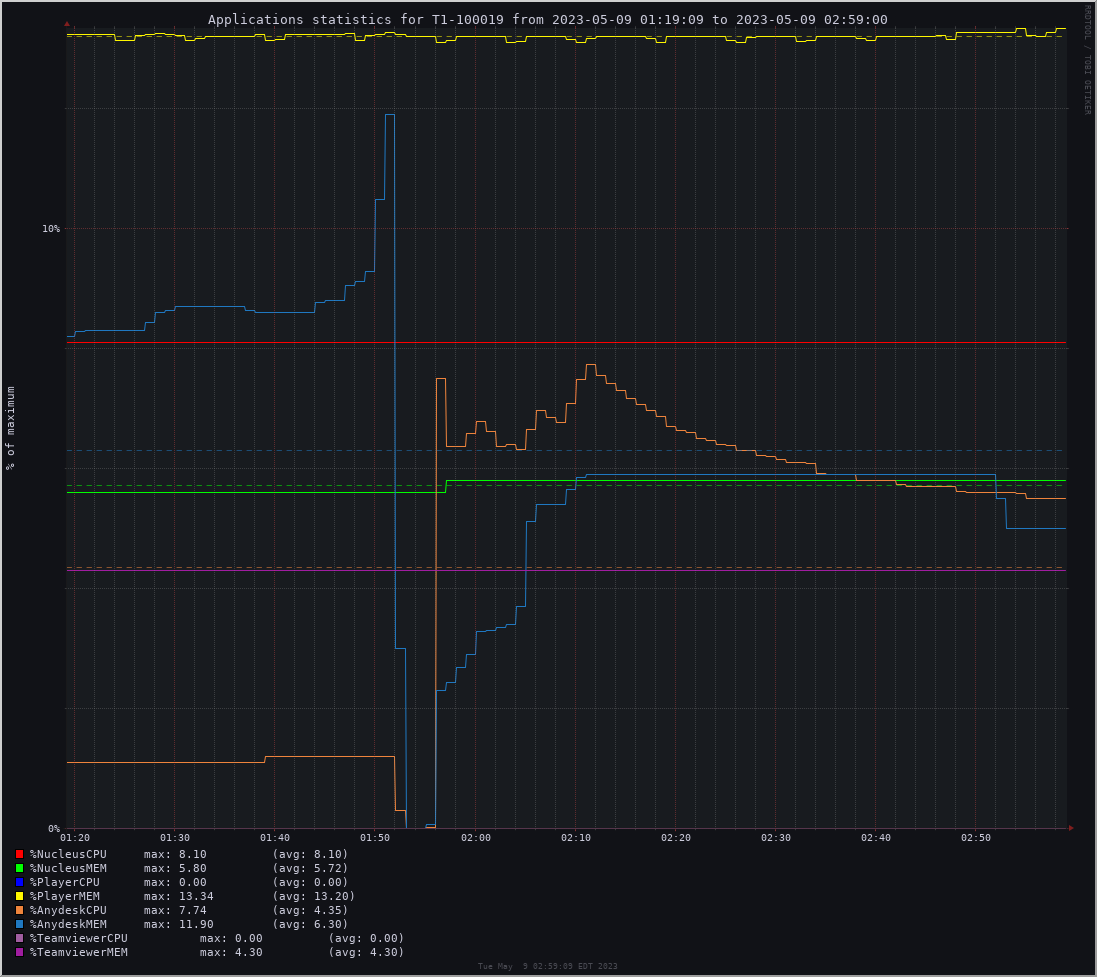 Applications statistics for T1-100019 from 2023-05-09 01:19:09 to 2023-05-09 02:59:00
RRDTOOL / TOBI OETIKER
% of maximum
10%
0%
01:20 01:30 01:40 01:50 02:00 02:10 02:20 02:30 02:40 02:50
%NucleusCPU max: 8.10 (avg: 8.10)
%NucleusMEM max: 5.80 (avg: 5.72)
%PlayerCPU max: 0.00 (avg: 0.00)
%PlayerMEM max: 13.34 (avg: 13.20)
%AnydeskCPU max: 7.74 (avg: 4.35)
%AnydeskMEM max: 11.90 (avg: 6.30)
%TeamviewerCPU max: 0.00 (avg: 0.00)
%TeamviewerMEM max: 4.30 (avg: 4.30)
Tue May 9 02:59:09 EDT 2023